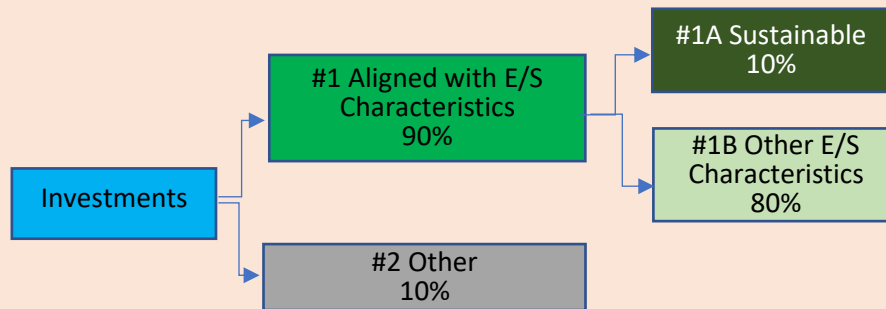 #1A Sustainable
10%
#1 Aligned with E/S
Characteristics
90%
#1B Other E/S
Characteristics
80%
Investments
#2 Other
10%